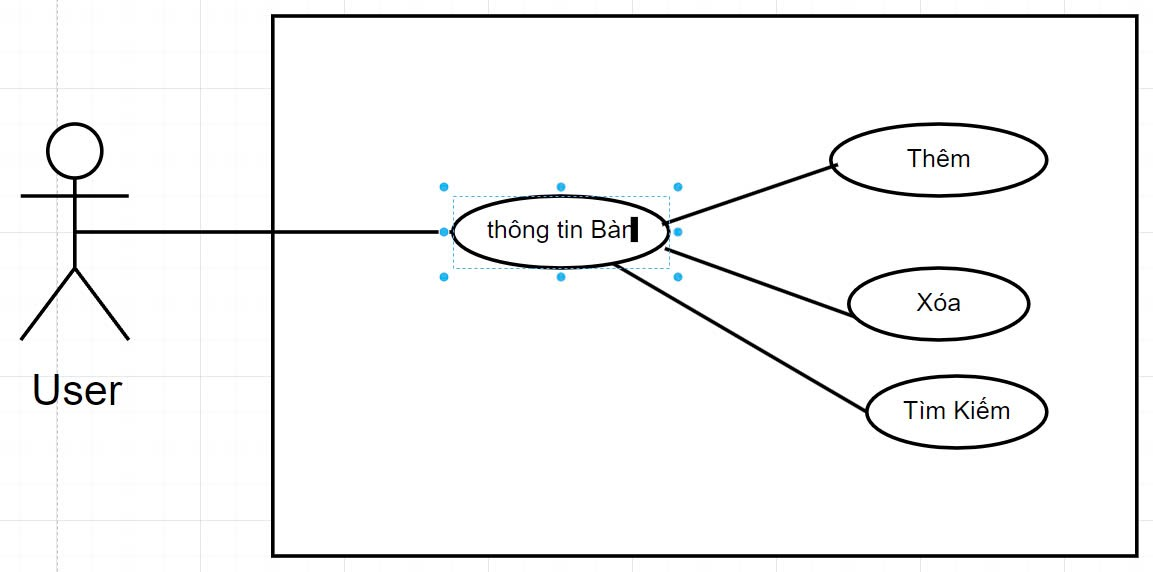 Thêm
thông tin Bàn
Xóa
User
Tìm Kiếm